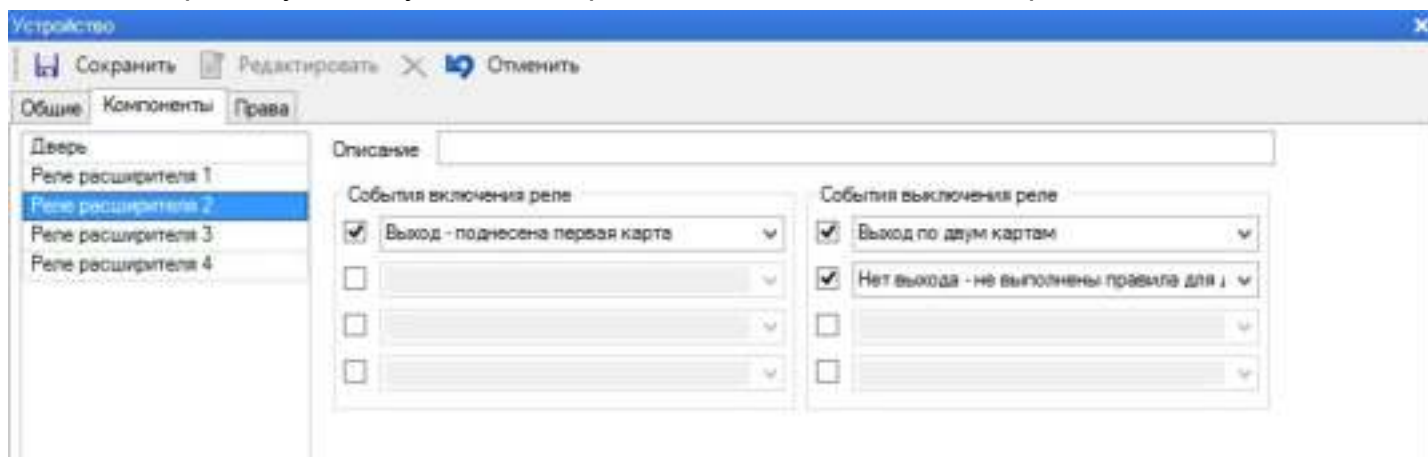 Устройство
Сохранить Редактировать Отменить
Общие Компоненты Права
Дверь
Реле расширителя 1
Реле расширителя 2
Реле расширителя 3
Реле расширителя 4
Описание
События включения реле
Выход - поднесена первая карта
События выключения реле
Выход по двум картам
Нет выхода - не выполнены правила для